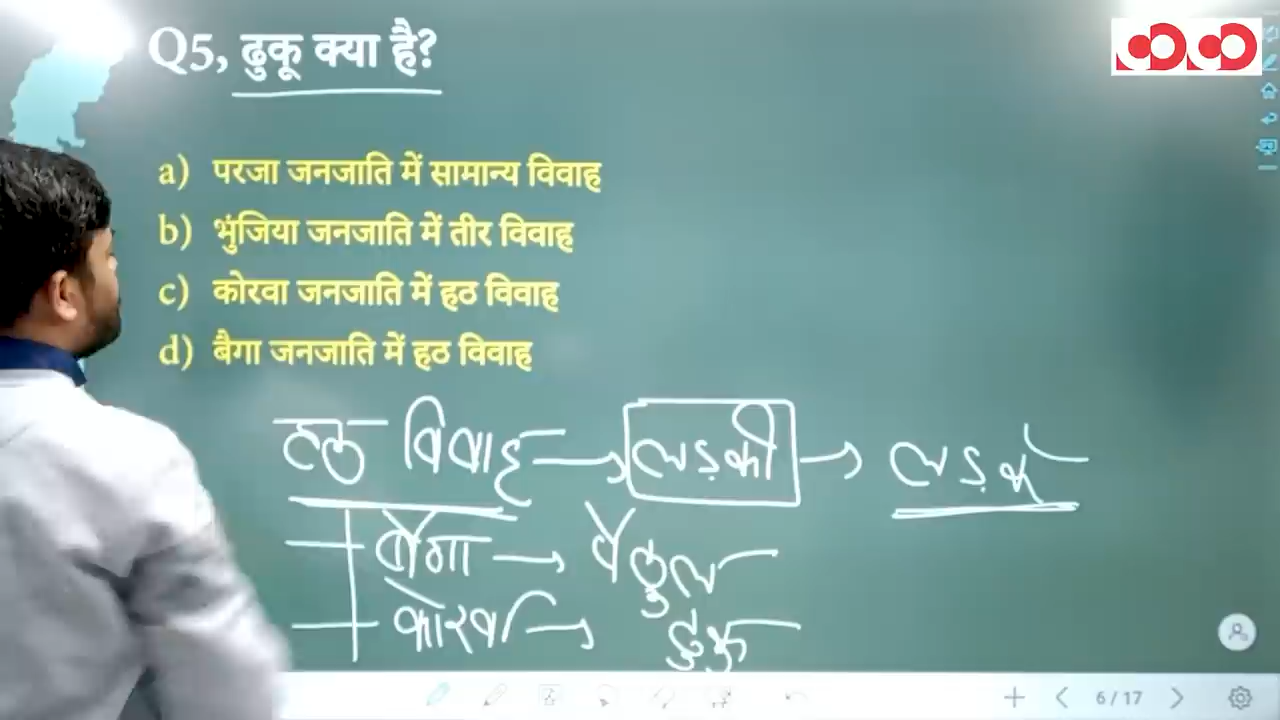 Q5, ढुकू क्या है?
a) परजा जनजाति में सामान्य विवाह
b) भुंजिया जनजाति में तीर विवाह
c) कोरवा जनजाति में हठ विवाह
d) बैगा जनजाति में हठ विवाह
हठ विवाह → लड़की → लड़के
बैगा → पैठुल
कोरवा → ढुकु
6 / 17